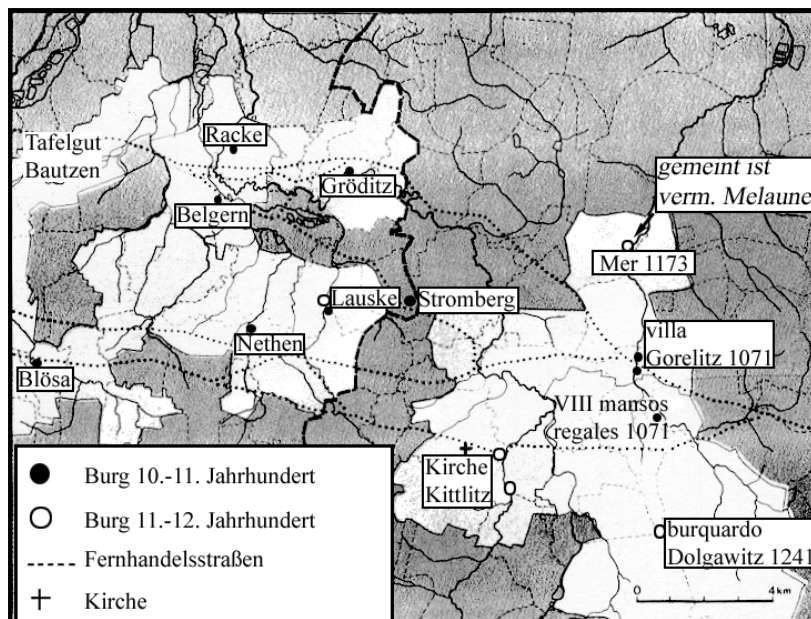 Tafelgut
Bautzen
Racke
Gröditz
Belgern
gemeint ist
verm. Melaune
Mer 1173
Lauske
Stromberg
Nethen
Blösa
villa
Gorelitz 1071
VIII mansos
regales 1071
Kirche
Kittlitz
burquardo
Dolgawitz 1241
Burg 10.-11. Jahrhundert
Burg 11.-12. Jahrhundert
Fernhandelsstraßen
Kirche
0 4 km